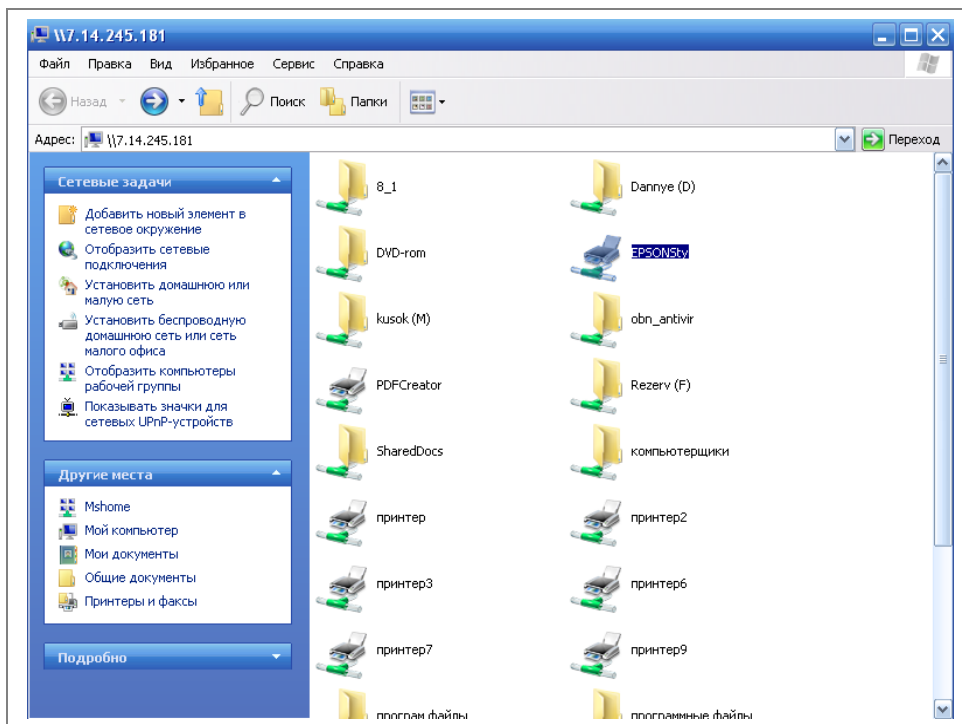 \\7.14.245.181
Файл Правка Вид Избранное Сервис Справка
Назад Поиск Папки
Адрес: \\7.14.245.181 Переход
Сетевые задачи
Добавить новый элемент в
сетевое окружение
Отобразить сетевые
подключения
Установить домашнюю или
малую сеть
Установить беспроводную
домашнюю сеть или сеть
малого офиса
Отобразить компьютеры
рабочей группы
Показывать значки для
сетевых UPnP-устройств
Другие места
Mshome
Мой компьютер
Мои документы
Общие документы
Принтеры и факсы
Подробно
8_1 Dannye (D)
DVD-rom EPSONSty
kusok (M) obn_antivir
PDFCreator Rezerv (F)
SharedDocs компьютерщики
принтер принтер2
принтер3 принтер6
принтер7 принтер9
програм файлы программные файлы